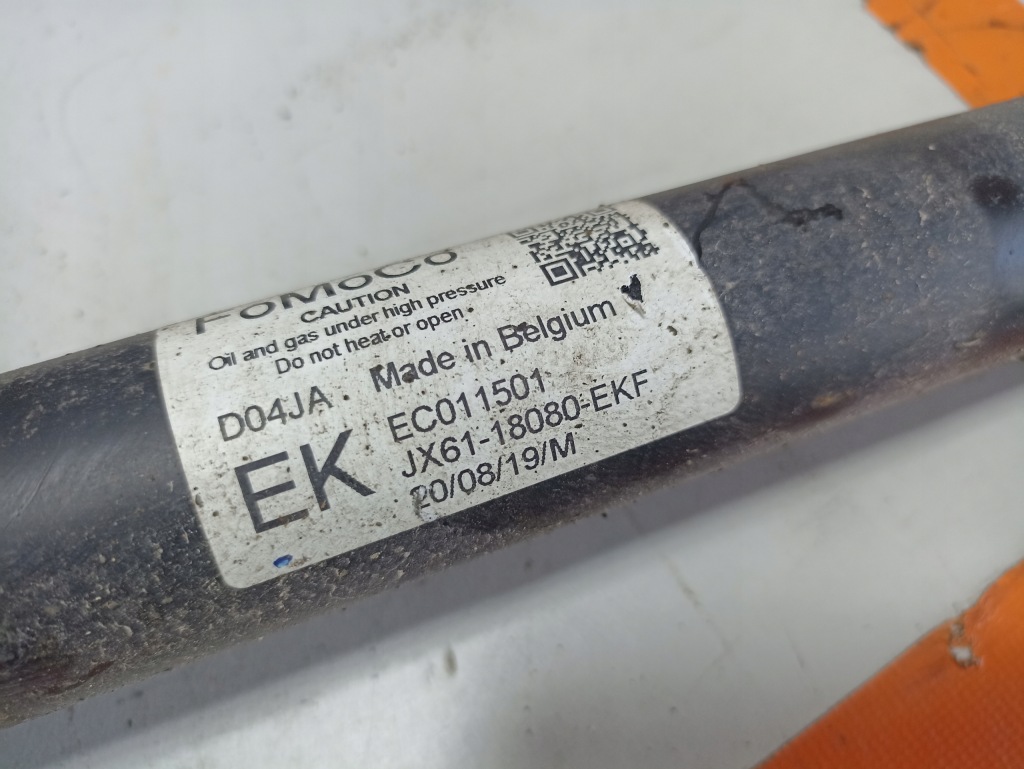 FoMoCo
CAUTION
Oil and gas under high pressure
Do not heat or open.
D04JA Made in Belgium
EK EC011501
JX61-18080-EKF
20/08/19/M